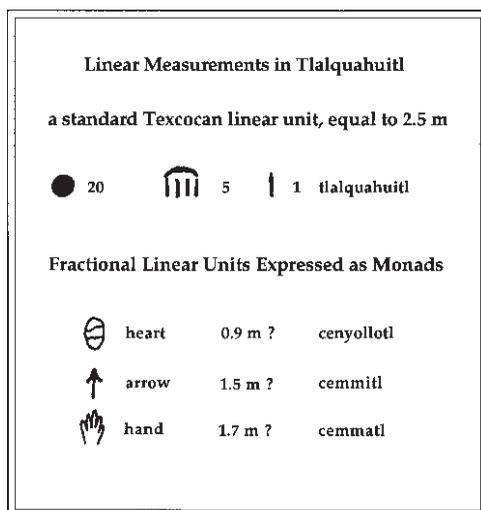 Linear Measurements in Tlalquahuitl
a standard Texcocan linear unit, equal to 2.5 m
20 5 1 tlalquahuitl
Fractional Linear Units Expressed as Monads
heart 0.9 m ? cenyollotl
arrow 1.5 m ? cemmitl
hand 1.7 m ? cemmatl